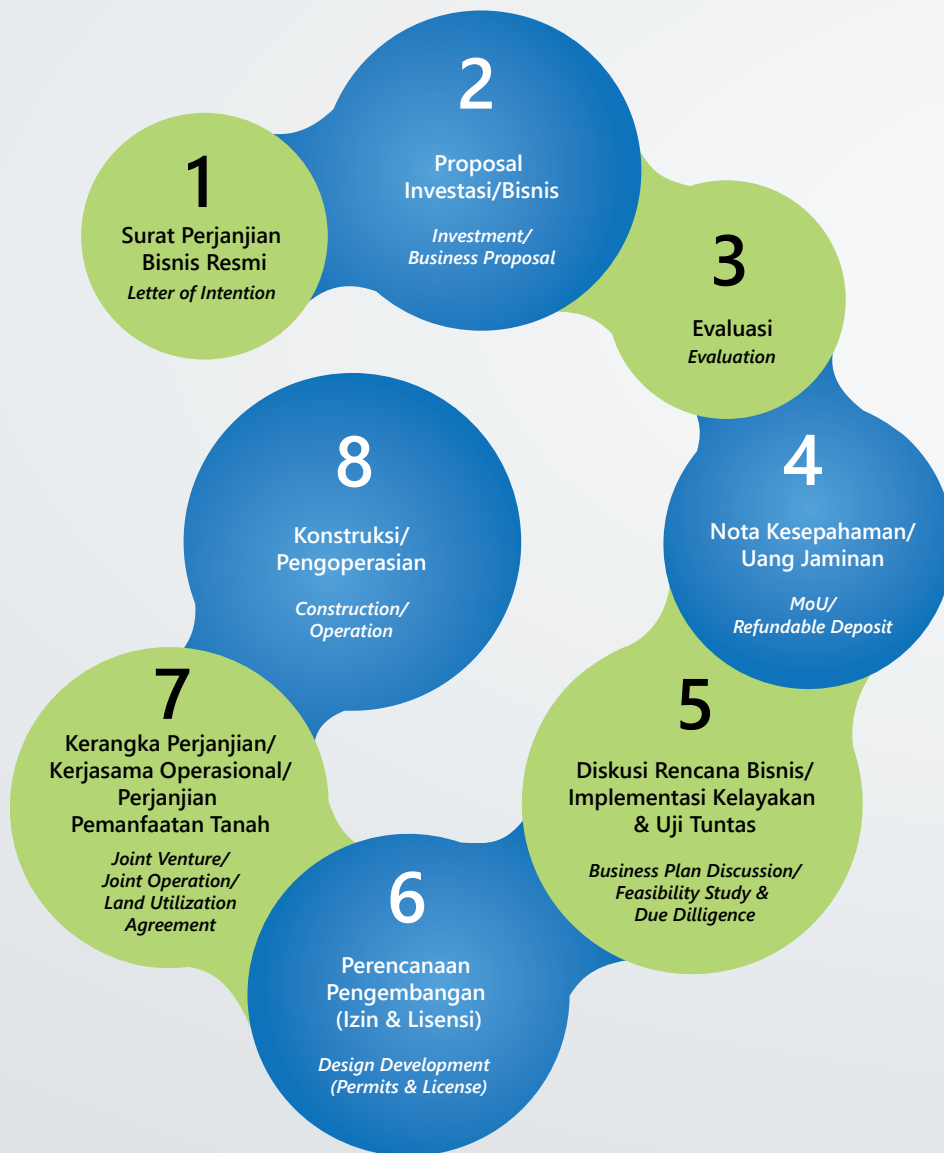 1
Surat Perjanjian
Bisnis Resmi
Letter of Intention
2
Proposal
Investasi/Bisnis
Investment/
Business Proposal
3
Evaluasi
Evaluation
4
Nota Kesepahaman/
Uang Jaminan
MoU/
Refundable Deposit
5
Diskusi Rencana Bisnis/
Implementasi Kelayakan
& Uji Tuntas
Business Plan Discussion/
Feasibility Study &
Due Dilligence
6
Perencanaan
Pengembangan
(Izin & Lisensi)
Design Development
(Permits & License)
7
Kerangka Perjanjian/
Kerjasama Operasional/
Perjanjian
Pemanfaatan Tanah
Joint Venture/
Joint Operation/
Land Utilization
Agreement
8
Konstruksi/
Pengoperasian
Construction/
Operation